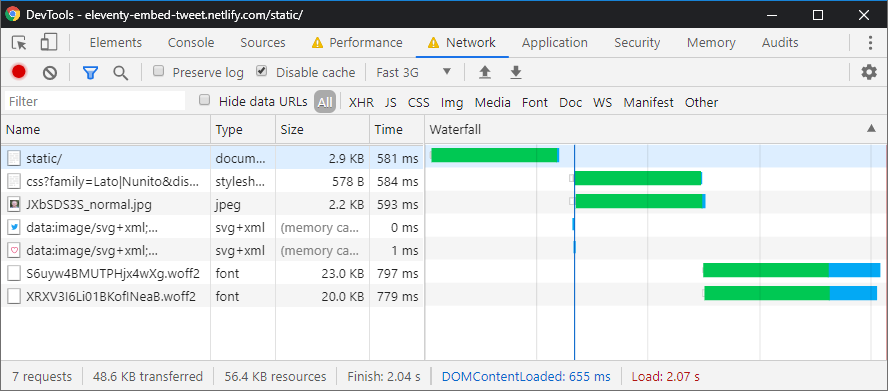 DevTools - eleventy-embed-tweet.netlify.com/static/
Elements Console Sources Performance Network Application Security Memory Audits
Preserve log Disable cache Fast 3G
Filter Hide data URLs All XHR JS CSS Img Media Font Doc WS Manifest Other
Name Type Size Time Waterfall
static/ docum... 2.9 KB 581 ms
css?family=Lato|Nunito&dis... stylesh... 578 B 584 ms
JXbSDS3S_normal.jpg jpeg 2.2 KB 593 ms
data:image/svg+xml;... svg+xml (memory ca... 0 ms
data:image/svg+xml;... svg+xml (memory ca... 1 ms
S6uyw4BMUTPHjx4wXg.woff2 font 23.0 KB 797 ms
XRXV3I6Li01BKofINeaB.woff2 font 20.0 KB 779 ms
7 requests 48.6 KB transferred 56.4 KB resources Finish: 2.04 s DOMContentLoaded: 655 ms Load: 2.07 s